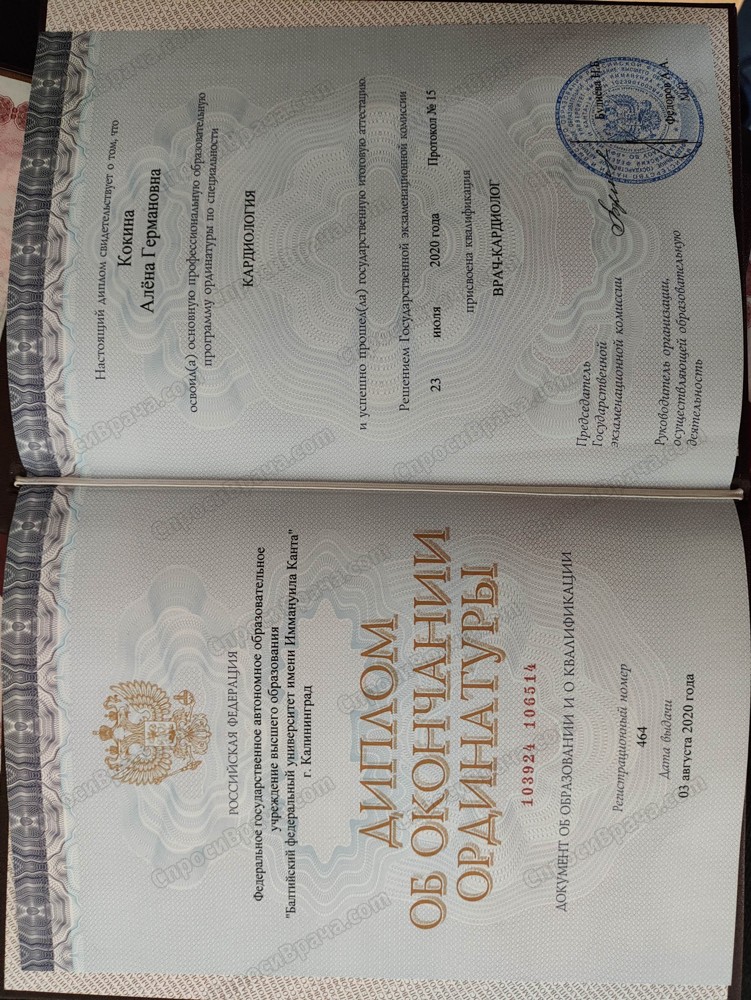 РОССИЙСКАЯ ФЕДЕРАЦИЯ
Федеральное государственное автономное образовательное
учреждение высшего образования
"Балтийский федеральный университет имени Иммануила Канта"
г. Калининград
ДИПЛОМ
ОБ ОКОНЧАНИИ
ОРДИНАТУРЫ
103924 106514
ДОКУМЕНТ ОБ ОБРАЗОВАНИИ И О КВАЛИФИКАЦИИ
Регистрационный номер
464
Дата выдачи
03 августа 2020 года
Настоящий диплом свидетельствует о том, что
Кокина
Алёна Германовна
освоил(а) основную профессиональную образовательную
программу ординатуры по специальности
КАРДИОЛОГИЯ
и успешно прошел(ла) государственную итоговую аттестацию.
Решением Государственной экзаменационной комиссии
23 июля 2020 года Протокол № 15
присвоена квалификация
ВРАЧ-КАРДИОЛОГ
Председатель
Государственной
экзаменационной комиссии
Буднева Н.Б.
Руководитель организации,
осуществляющей образовательную
деятельность
Федоров А.А.
М.П.
СпросиВрача.com